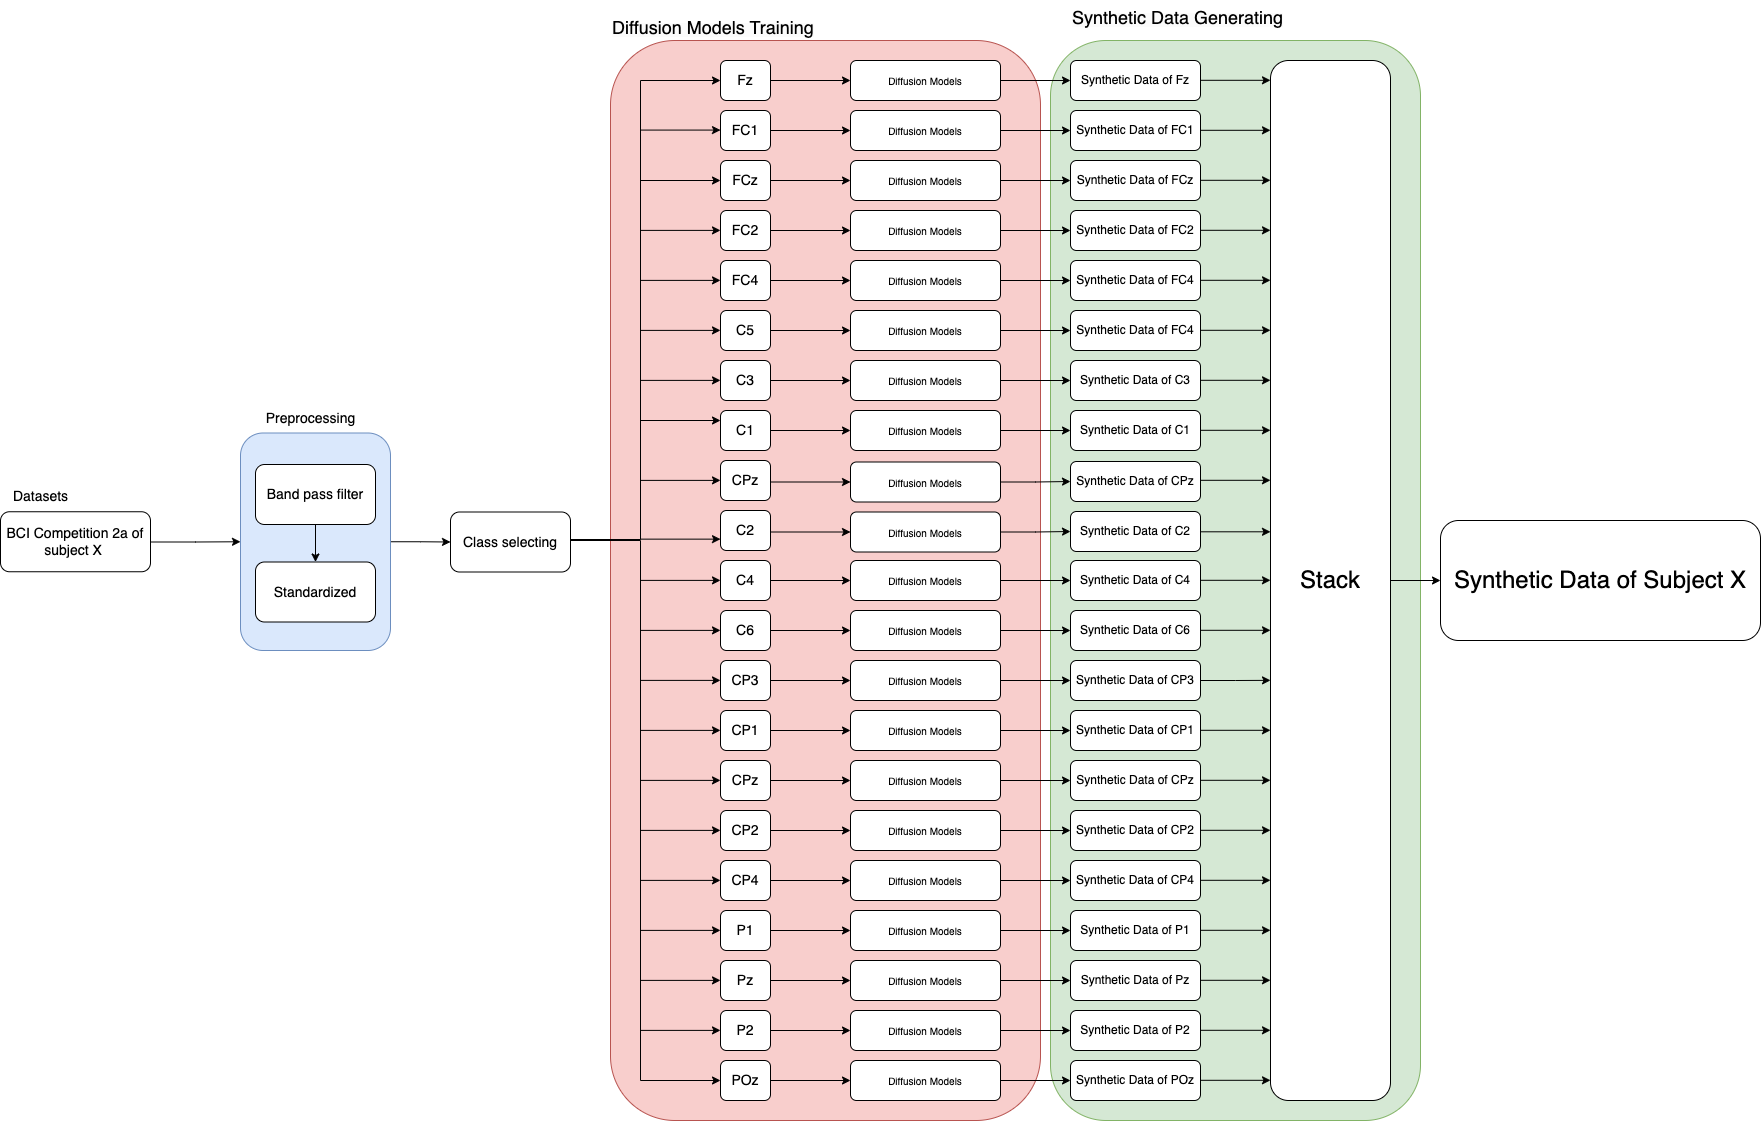 Diffusion Models Training
Synthetic Data Generating
Fz
Diffusion Models
Synthetic Data of Fz
FC1
Diffusion Models
Synthetic Data of FC1
FCz
Diffusion Models
Synthetic Data of FCz
FC2
Diffusion Models
Synthetic Data of FC2
FC4
Diffusion Models
Synthetic Data of FC4
C5
Diffusion Models
Synthetic Data of FC4
C3
Diffusion Models
Synthetic Data of C3
Preprocessing
C1
Diffusion Models
Synthetic Data of C1
CPz
Diffusion Models
Synthetic Data of CPz
Band pass filter
Datasets
BCI Competition 2a of
subject X
Class selecting
C2
Diffusion Models
Synthetic Data of C2
Standardized
C4
Diffusion Models
Synthetic Data of C4
Stack
Synthetic Data of Subject X
C6
Diffusion Models
Synthetic Data of C6
CP3
Diffusion Models
Synthetic Data of CP3
CP1
Diffusion Models
Synthetic Data of CP1
CPz
Diffusion Models
Synthetic Data of CPz
CP2
Diffusion Models
Synthetic Data of CP2
CP4
Diffusion Models
Synthetic Data of CP4
P1
Diffusion Models
Synthetic Data of P1
Pz
Diffusion Models
Synthetic Data of Pz
P2
Diffusion Models
Synthetic Data of P2
POz
Diffusion Models
Synthetic Data of POz